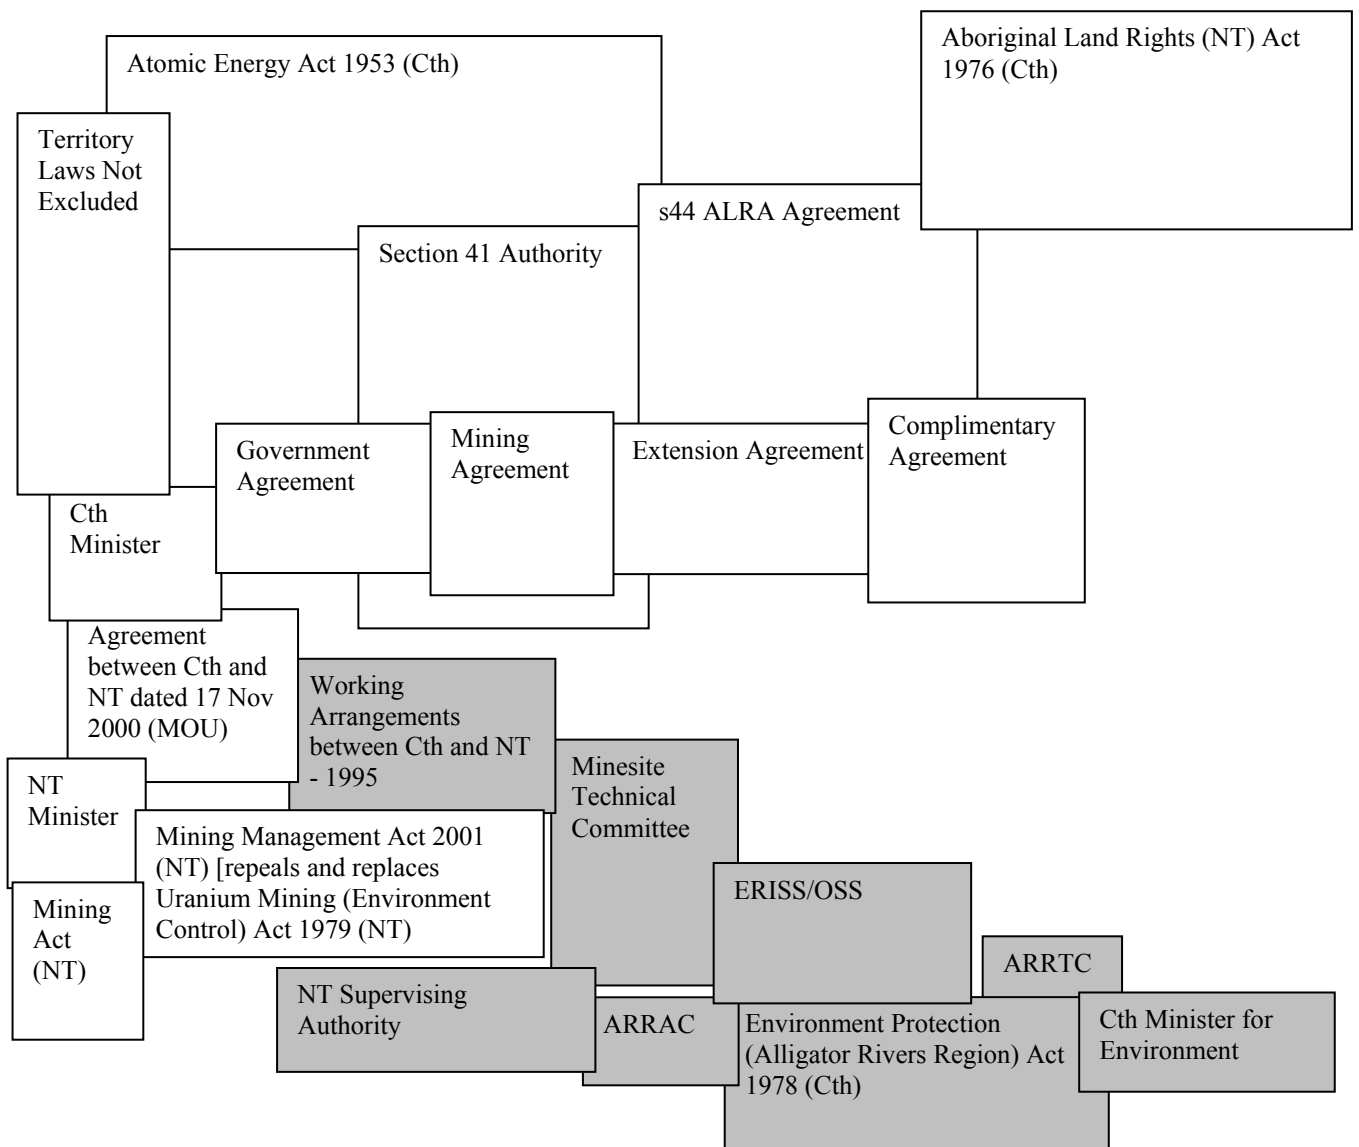 Atomic Energy Act 1953 (Cth)
Aboriginal Land Rights (NT) Act
1976 (Cth)
Territory
Laws Not
Excluded
s44 ALRA Agreement
Section 41 Authority
Government
Agreement
Mining
Agreement
Extension Agreement
Complimentary
Agreement
Cth
Minister
Agreement
between Cth and
NT dated 17 Nov
2000 (MOU)
Working
Arrangements
between Cth and NT
- 1995
Minesite
Technical
Committee
NT
Minister
Mining Management Act 2001
(NT) [repeals and replaces
Uranium Mining (Environment
Control) Act 1979 (NT)
Mining
Act
(NT)
ERISS/OSS
ARRTC
NT Supervising
Authority
ARRAC
Environment Protection
(Alligator Rivers Region) Act
1978 (Cth)
Cth Minister for
Environment